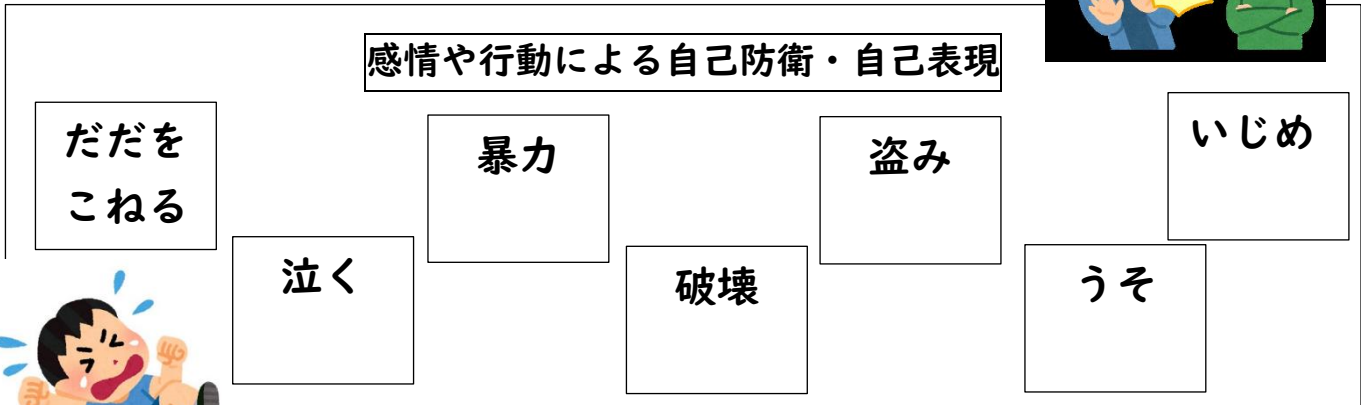 感情や行動による自己防衛・自己表現
だだを
こねる
泣く
暴力
破壊
盗み
うそ
いじめ